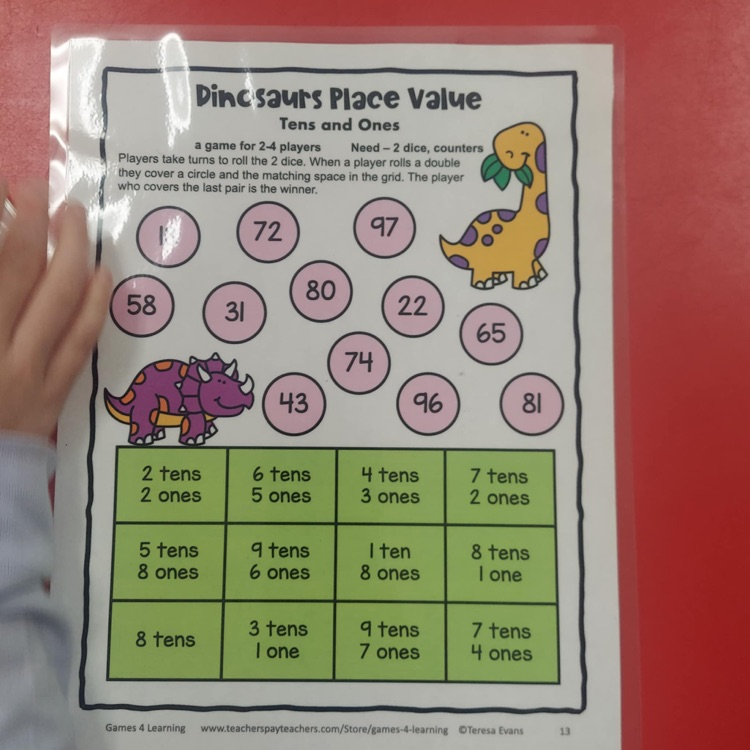 Dinosaurs Place Value
Tens and Ones
a game for 2-4 players Need – 2 dice, counters
Players take turns to roll the 2 dice. When a player rolls a double
they cover a circle and the matching space in the grid. The player
who covers the last pair is the winner.
72 97
58 31 80 22 65
74
43 96 81
2 tens 6 tens 4 tens 7 tens
2 ones 5 ones 3 ones 2 ones
5 tens 9 tens 1 ten 8 tens
8 ones 6 ones 8 ones 1 one
8 tens 3 tens 9 tens 7 tens
1 one 7 ones 4 ones
Games 4 Learning www.teacherspayteachers.com/Store/games-4-learning ©Teresa Evans 13